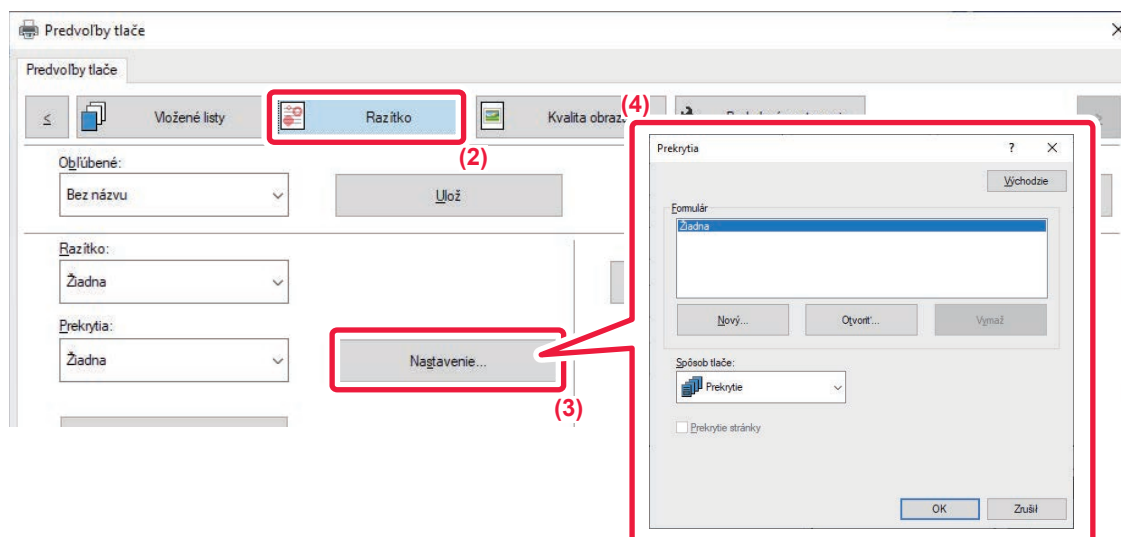 Predvoľby tlače
Predvoľby tlače
<
Vložené listy
Razítko
Kvalita
(4)
(2)
Obľúbené:
Bez názvu
Ulož
Razítko:
Žiadna
Prekrytia:
Žiadna
Nastavenie...
(3)
Prekrytia
?
Východzie
Formulár
Žiadna
Nový...
Otvoriť...
Vymaž
Spôsob tlače:
Prekrytie
Prekrytie stránky
OK
Zrušiť